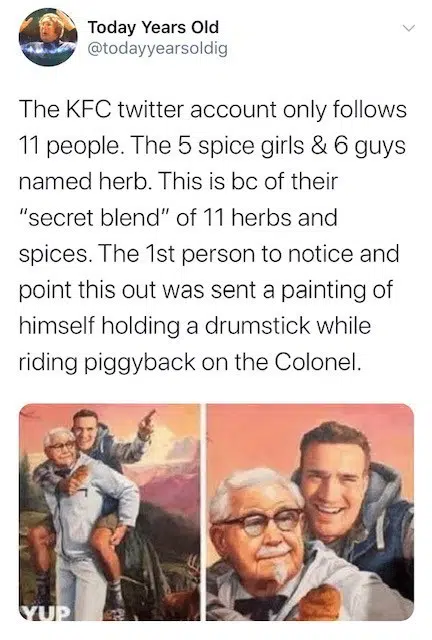 Today Years Old
@todayyearsoldig
The KFC twitter account only follows
11 people. The 5 spice girls & 6 guys
named herb. This is bc of their
“secret blend” of 11 herbs and
spices. The 1st person to notice and
point this out was sent a painting of
himself holding a drumstick while
riding piggyback on the Colonel.
YUP